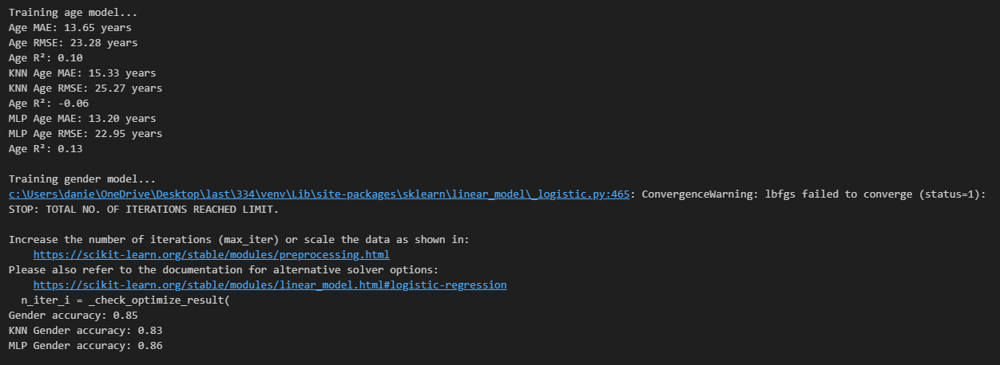 Training age model...
Age MAE: 13.65 years
Age RMSE: 23.28 years
Age R²: 0.10
KNN Age MAE: 15.33 years
KNN Age RMSE: 25.27 years
Age R²: -0.06
MLP Age MAE: 13.20 years
MLP Age RMSE: 22.95 years
Age R²: 0.13
Training gender model...
c:\Users\danie\OneDrive\Desktop\last\334\venv\Lib\site-packages\sklearn\linear_model\_logistic.py:465: ConvergenceWarning: lbfgs failed to converge (status=1):
STOP: TOTAL NO. OF ITERATIONS REACHED LIMIT.
Increase the number of iterations (max_iter) or scale the data as shown in:
https://scikit-learn.org/stable/modules/preprocessing.html
Please also refer to the documentation for alternative solver options:
https://scikit-learn.org/stable/modules/linear_model.html#logistic-regression
n_iter_i = _check_optimize_result(
Gender accuracy: 0.85
KNN Gender accuracy: 0.83
MLP Gender accuracy: 0.86